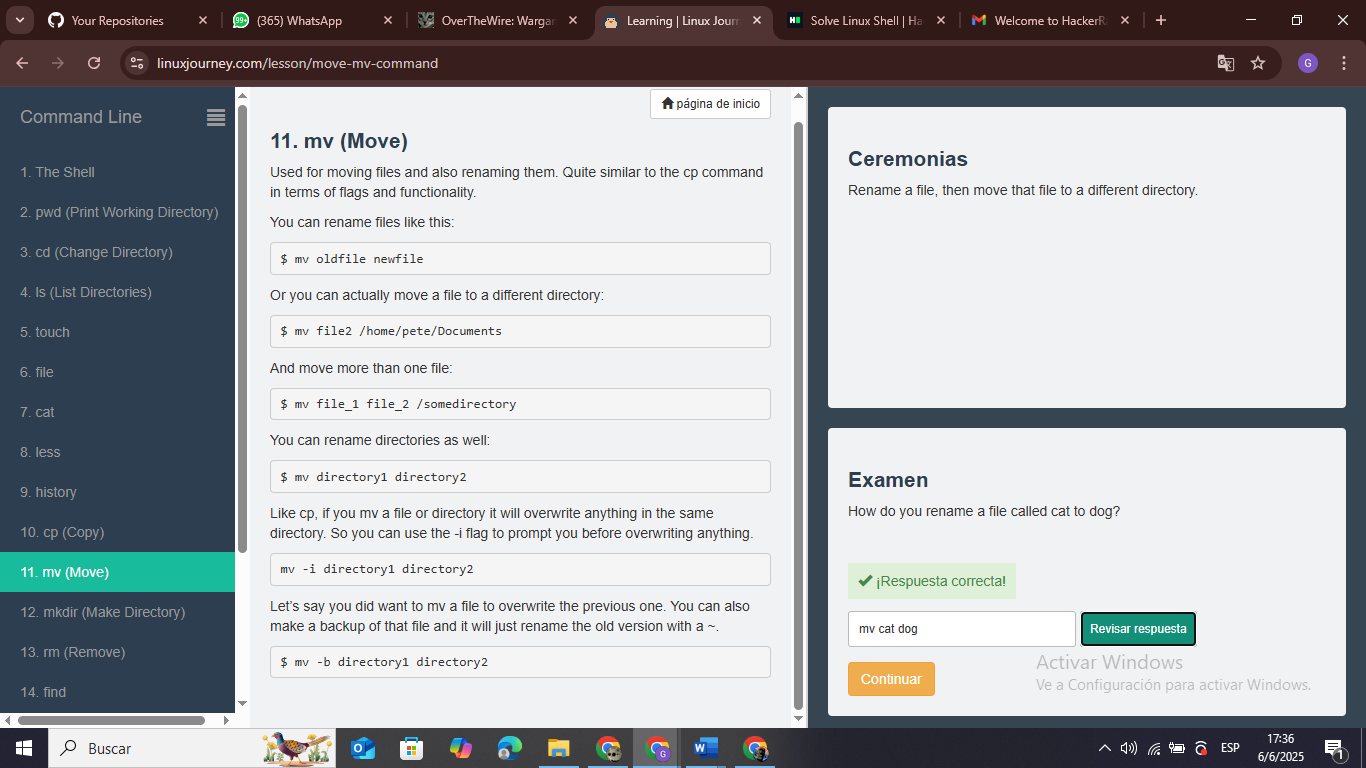 Your Repositories
(365) WhatsApp
OverTheWire: Wargam
Learning | Linux Journ
Solve Linux Shell | Ha
Welcome to HackerR
linuxjourney.com/lesson/move-mv-command
G
Command Line
1. The Shell
2. pwd (Print Working Directory)
3. cd (Change Directory)
4. ls (List Directories)
5. touch
6. file
7. cat
8. less
9. history
10. cp (Copy)
11. mv (Move)
12. mkdir (Make Directory)
13. rm (Remove)
14. find
página de inicio
11. mv (Move)
Used for moving files and also renaming them. Quite similar to the cp command
in terms of flags and functionality.
You can rename files like this:
$ mv oldfile newfile
Or you can actually move a file to a different directory:
$ mv file2 /home/pete/Documents
And move more than one file:
$ mv file_1 file_2 /somedirectory
You can rename directories as well:
$ mv directory1 directory2
Like cp, if you mv a file or directory it will overwrite anything in the same
directory. So you can use the -i flag to prompt you before overwriting anything.
mv -i directory1 directory2
Let's say you did want to mv a file to overwrite the previous one. You can also
make a backup of that file and it will just rename the old version with a ~.
$ mv -b directory1 directory2
Ceremonias
Rename a file, then move that file to a different directory.
Examen
How do you rename a file called cat to dog?
¡Respuesta correcta!
mv cat dog
Revisar respuesta
Continuar
Activar Windows
Ve a Configuración para activar Windows.
Buscar
ESP
17:36
6/6/2025
1